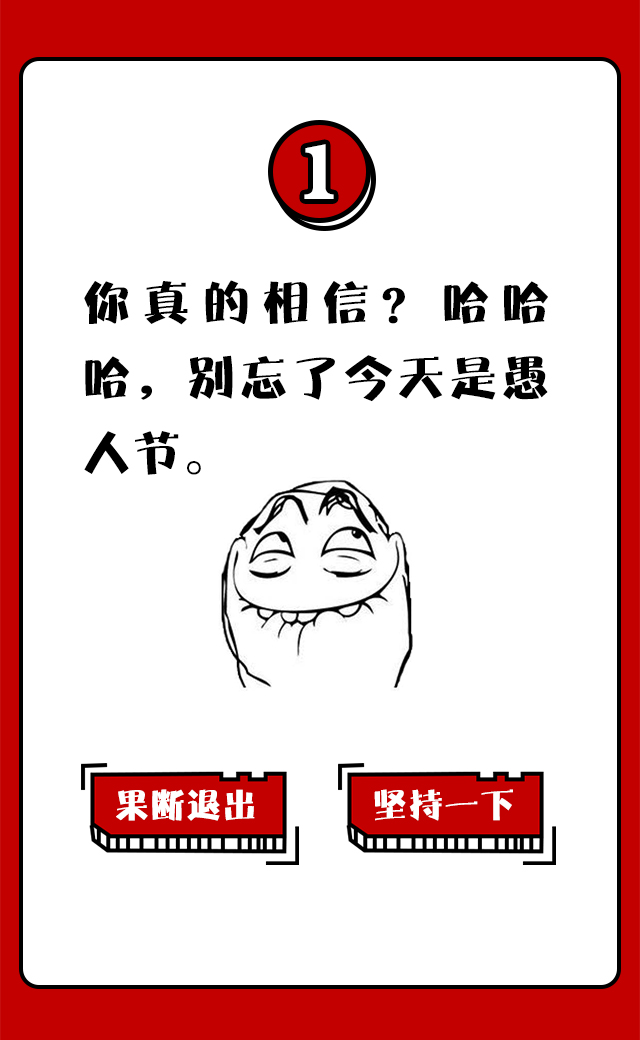 1
你真的相信？哈哈
哈，别忘了今天是愚
人节。
果断退出
坚持一下